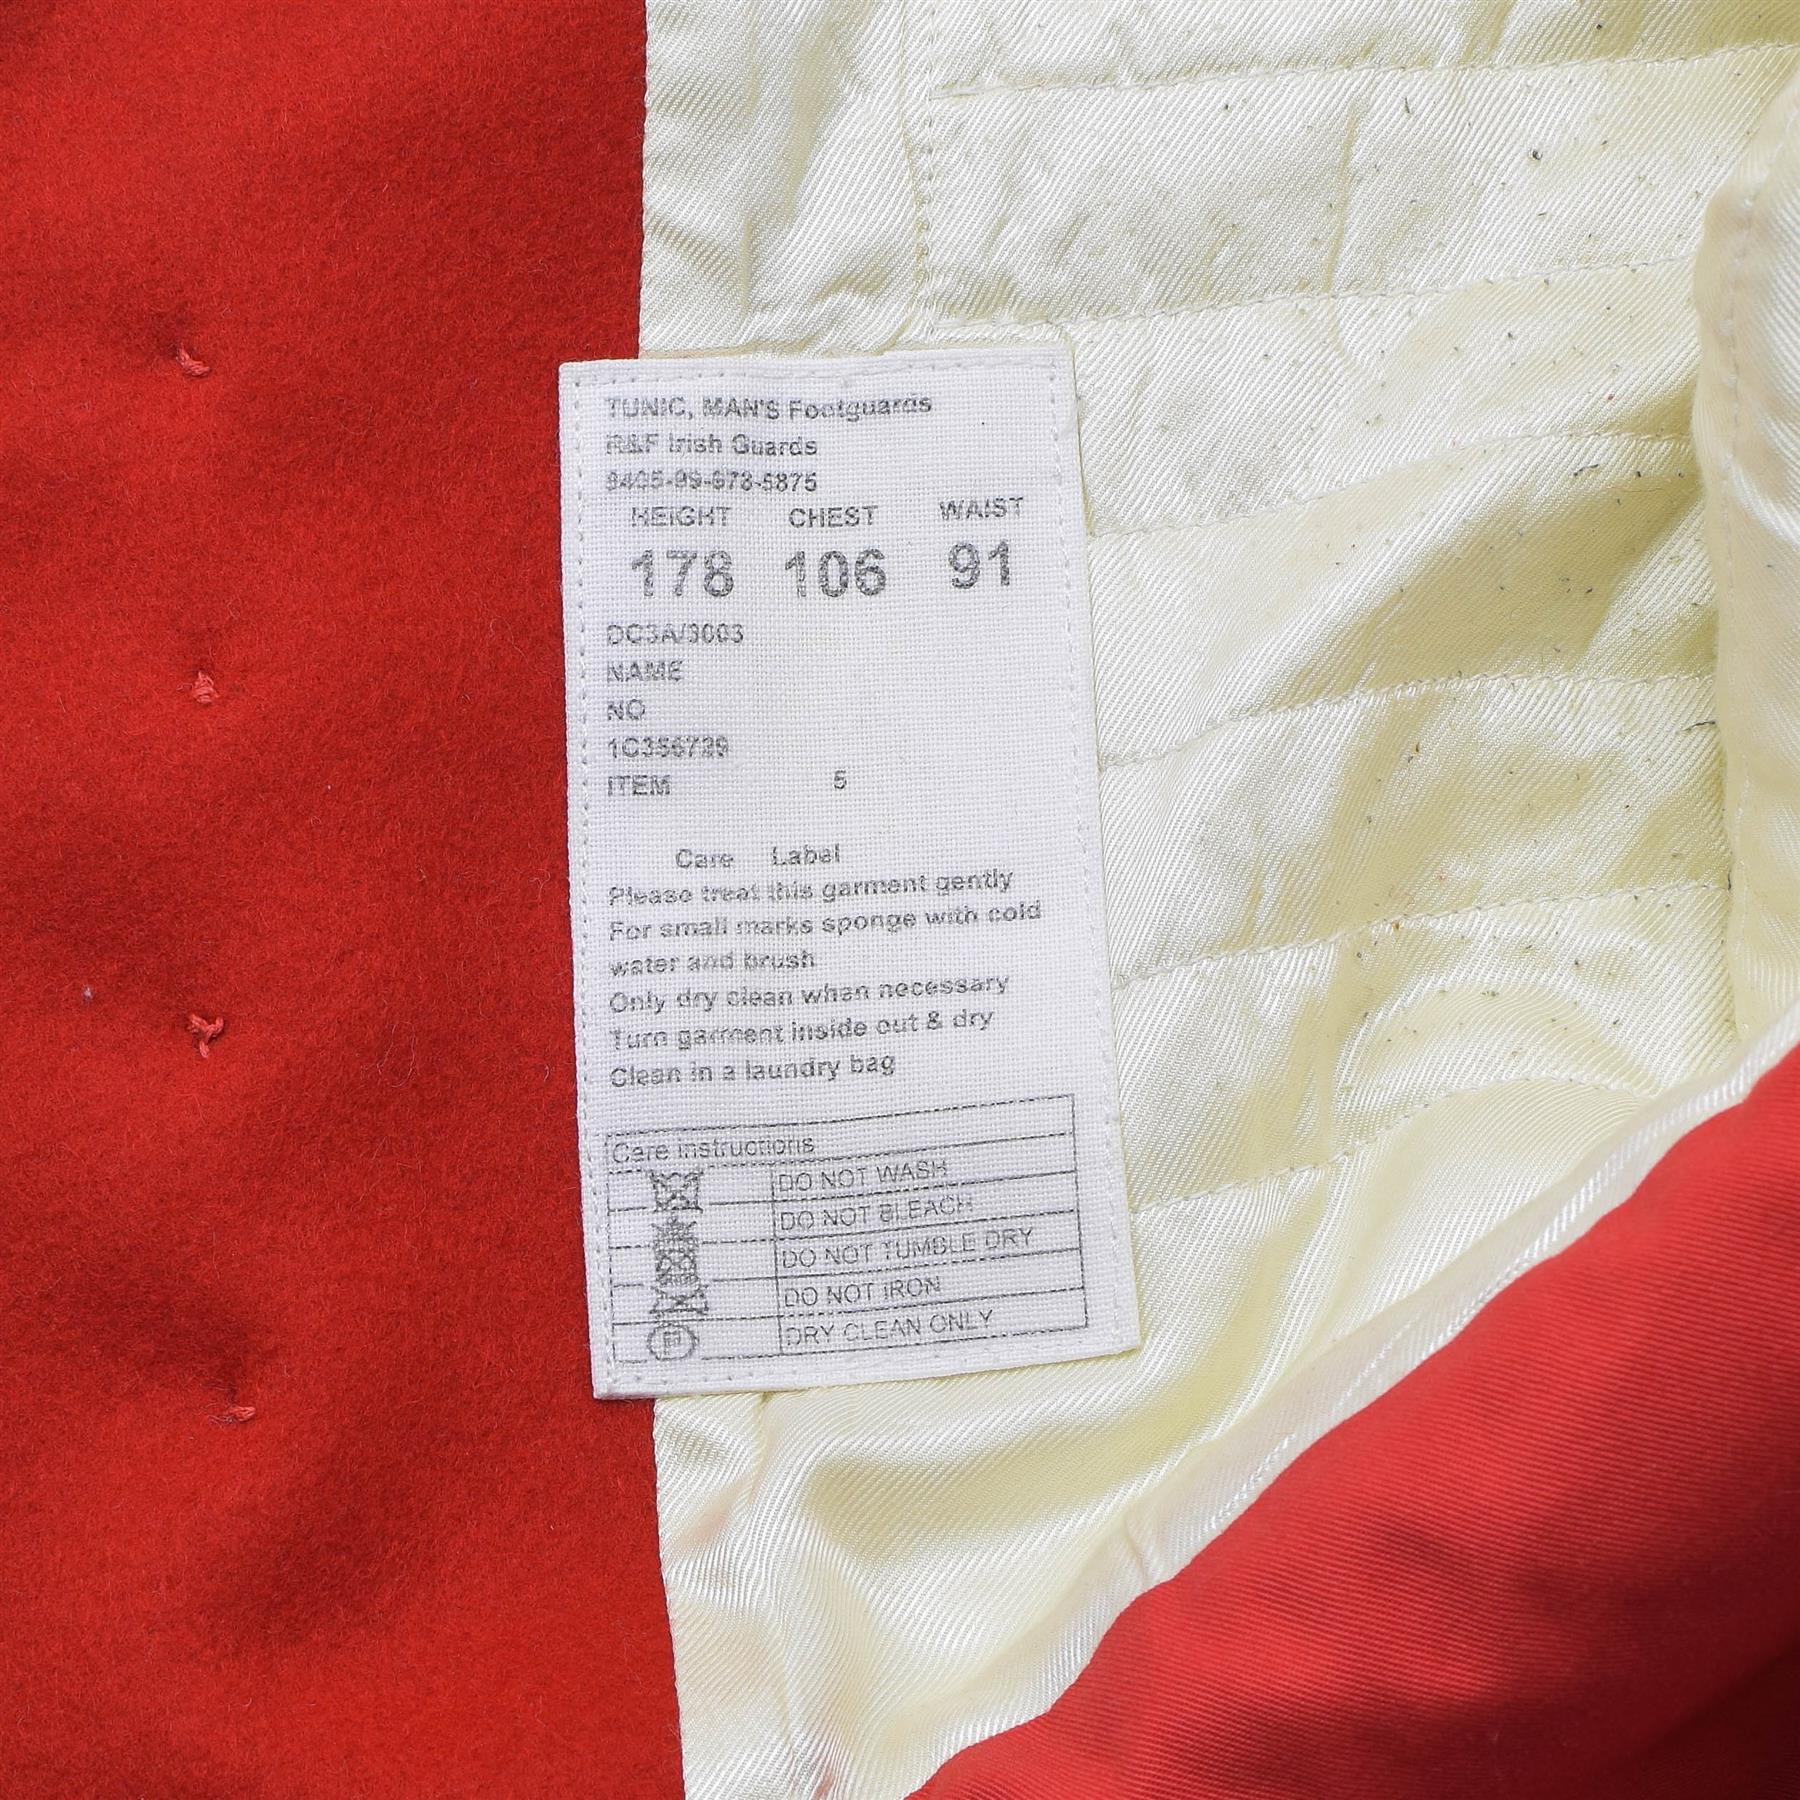 TUNIC, MAN'S Footguards
R&F Irish Guards
8405-99-973-5875
HEIGHT CHEST WAIST
178 106 91
DC3A/3003
NAME
NO
1C356729
ITEM 5
Care Label
Please treat this garment gently
For small marks sponge with cold
water and brush
Only dry clean when necessary
Turn garment inside out & dry
Clean in a laundry bag
Care instructions
DO NOT WASH
DO NOT BLEACH
DO NOT TUMBLE DRY
DO NOT IRON
P DRY CLEAN ONLY